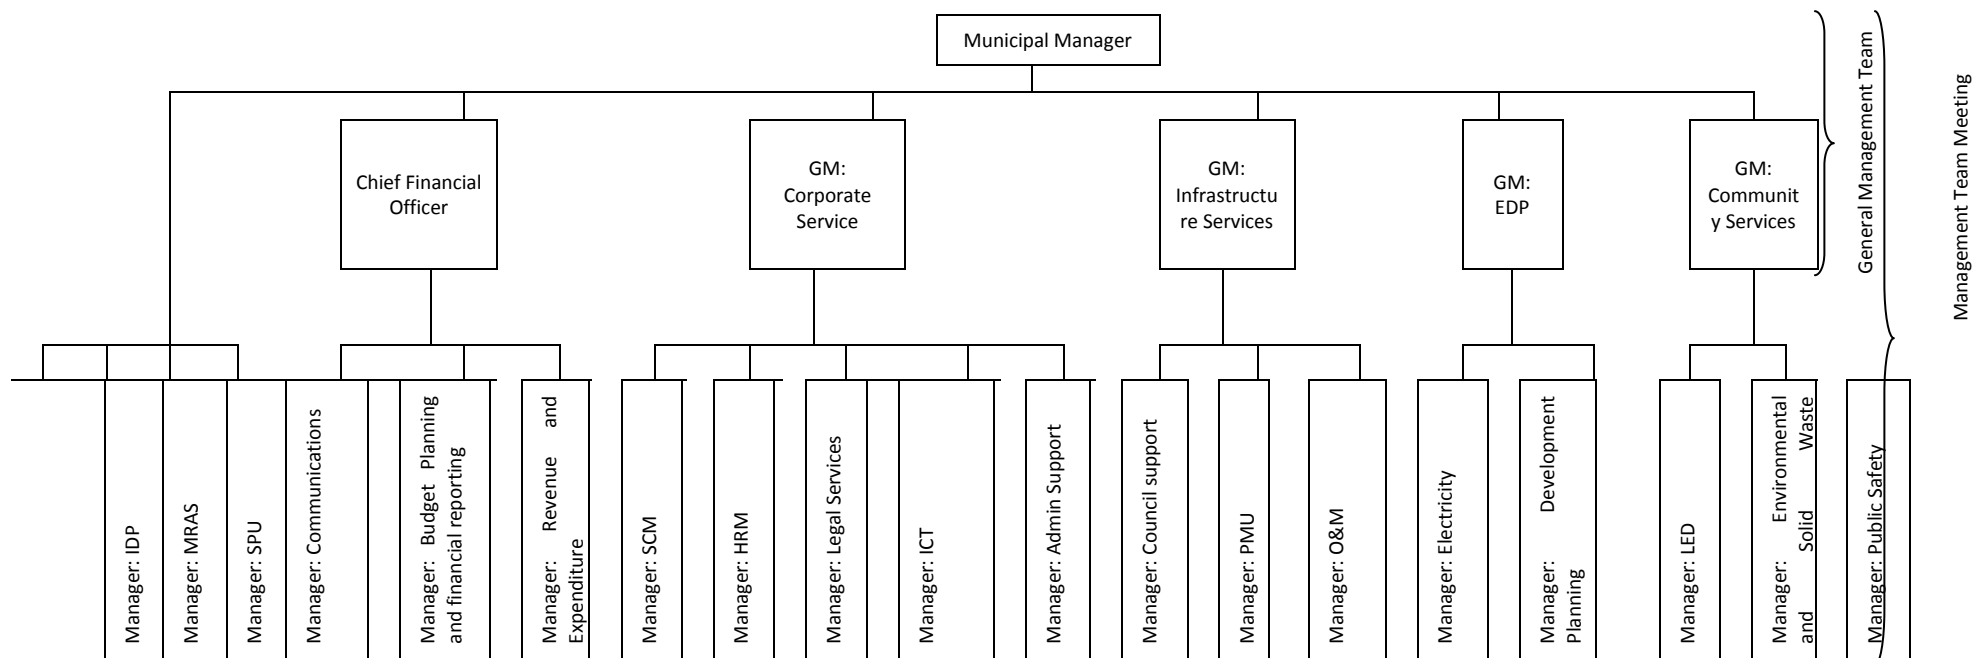 Municipal Manager
Chief Financial
Officer
GM:
Corporate
Service
GM:
Infrastructu
re Services
GM:
EDP
GM:
Communit
y Services
General Management Team
Management Team Meeting
Manager: IDP
Manager: MRAS
Manager: SPU
Manager: Communications
Manager: Budget Planning
and financial reporting
Manager: Revenue and
Expenditure
Manager: SCM
Manager: HRM
Manager: Legal Services
Manager: ICT
Manager: Admin Support
Manager: Council support
Manager: PMU
Manager: O&M
Manager: Electricity
Manager: Development
Planning
Manager: LED
Manager: Environmental
and Solid Waste
Manager: Public Safety